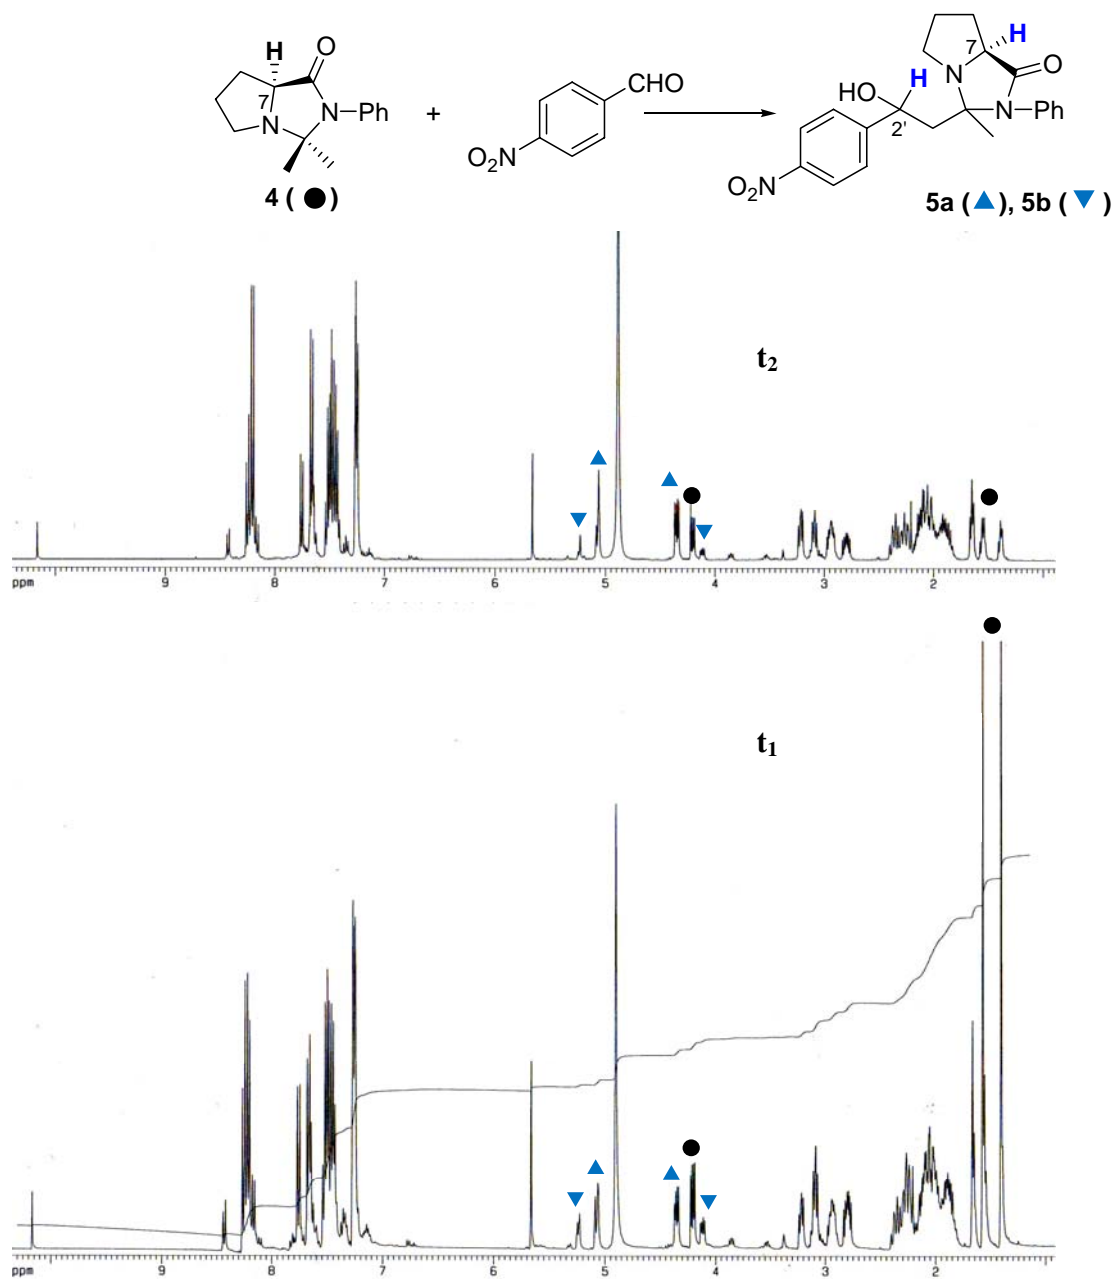 H
O
7
N
N
Ph
4 ( ● )
+
CHO
O₂N
H
7
O
N
H
HO
N
Ph
2'
O₂N
5a ( ▲ ), 5b ( ▼ )
t₂
ppm 9 8 7 6 5 4 3 2
t₁
ppm 9 8 7 6 5 4 3 2